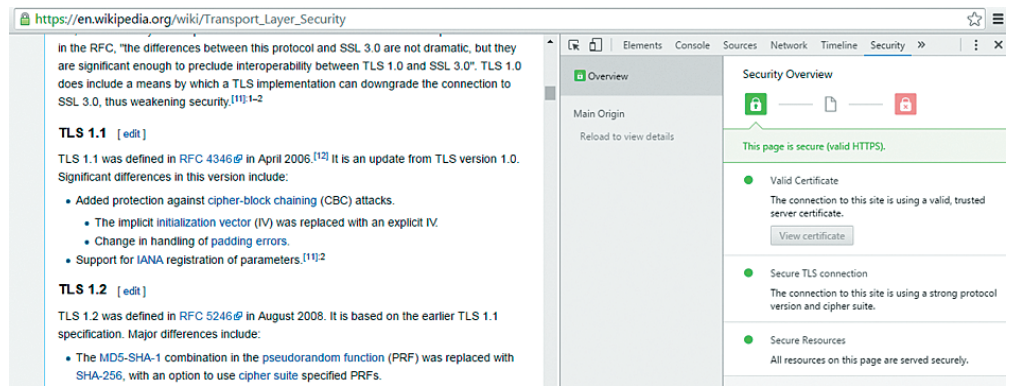 https://en.wikipedia.org/wiki/Transport_Layer_Security
in the RFC, "the differences between this protocol and SSL 3.0 are not dramatic, but they
are significant enough to preclude interoperability between TLS 1.0 and SSL 3.0". TLS 1.0
does include a means by which a TLS implementation can downgrade the connection to
SSL 3.0, thus weakening security.[11]:1–2
TLS 1.1 [edit]
TLS 1.1 was defined in RFC 4346 in April 2006.[12] It is an update from TLS version 1.0.
Significant differences in this version include:
• Added protection against cipher-block chaining (CBC) attacks.
• The implicit initialization vector (IV) was replaced with an explicit IV.
• Change in handling of padding errors.
• Support for IANA registration of parameters.[11]:2
TLS 1.2 [edit]
TLS 1.2 was defined in RFC 5246 in August 2008. It is based on the earlier TLS 1.1
specification. Major differences include:
• The MD5-SHA-1 combination in the pseudorandom function (PRF) was replaced with
SHA-256, with an option to use cipher suite specified PRFs.
Elements Console Sources Network Timeline Security »
Overview
Main Origin
Reload to view details
Security Overview
This page is secure (valid HTTPS).
Valid Certificate
The connection to this site is using a valid, trusted
server certificate.
View certificate
Secure TLS connection
The connection to this site is using a strong protocol
version and cipher suite.
Secure Resources
All resources on this page are served securely.